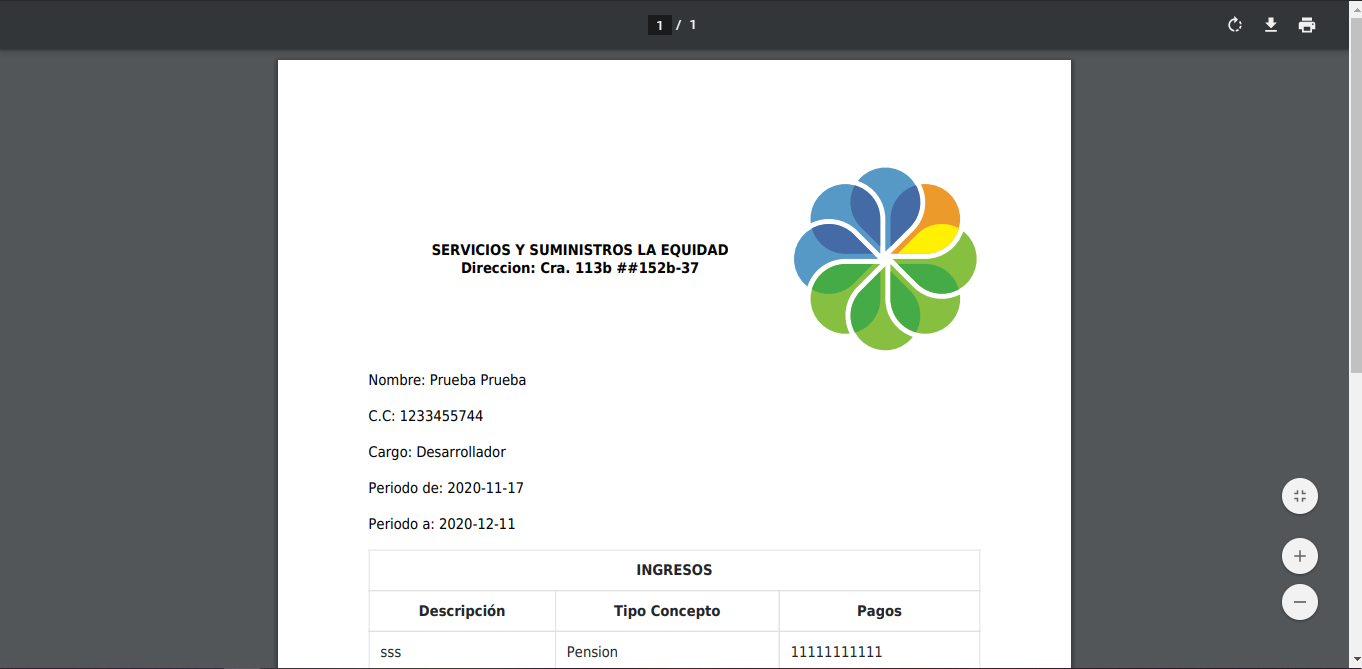 1 / 1
SERVICIOS Y SUMINISTROS LA EQUIDAD
Direccion: Cra. 113b ##152b-37
Nombre: Prueba Prueba
C.C: 1233455744
Cargo: Desarrollador
Periodo de: 2020-11-17
Periodo a: 2020-12-11
INGRESOS
Descripción Tipo Concepto Pagos
sss Pension 11111111111